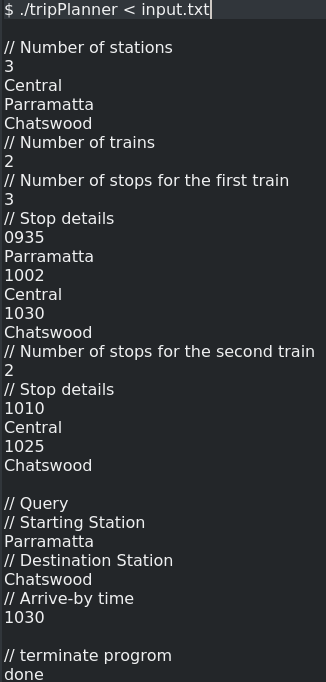 $ ./tripPlanner < input.txt
// Number of stations
3
Central
Parramatta
Chatswood
// Number of trains
2
// Number of stops for the first train
3
// Stop details
0935
Parramatta
1002
Central
1030
Chatswood
// Number of stops for the second train
2
// Stop details
1010
Central
1025
Chatswood
// Query
// Starting Station
Parramatta
// Destination Station
Chatswood
// Arrive-by time
1030
// terminate progrom
done